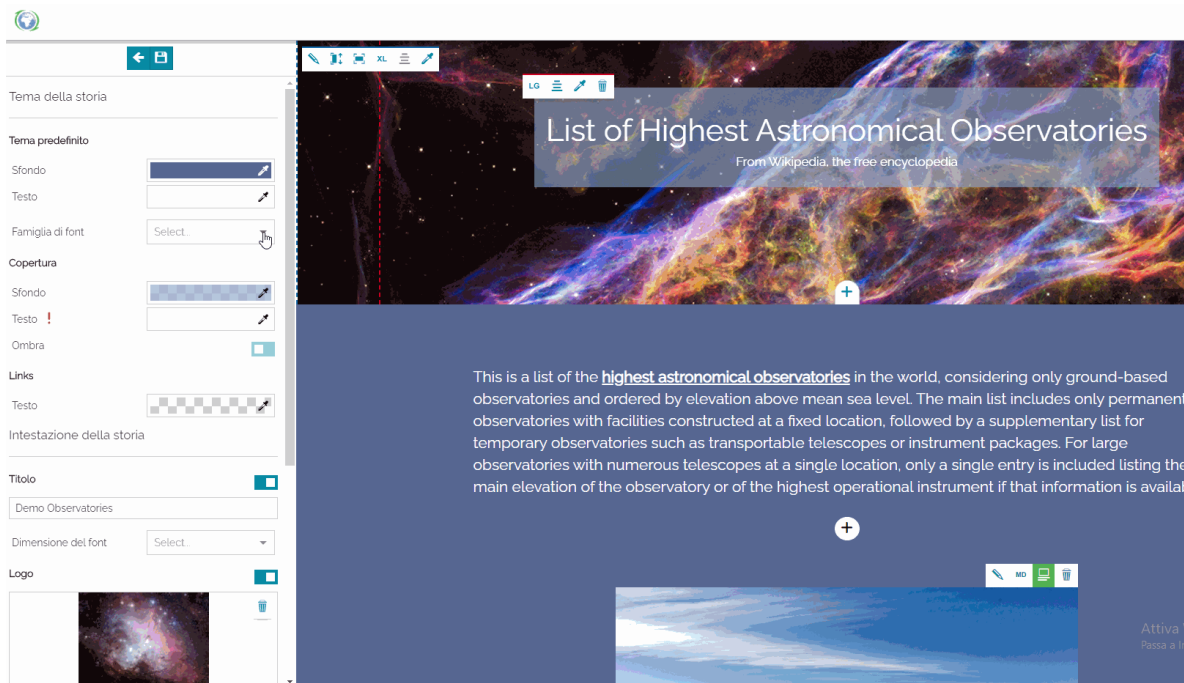 XL
LG
List of Highest Astronomical Observatories
From Wikipedia, the free encyclopedia
Tema della storia
Tema predefinito
Sfondo
Testo
Famiglia di font
Select...
Copertura
Sfondo
Testo !
Ombra
Links
Testo
Intestazione della storia
Titolo
Demo Observatories
Dimensione del font
Select...
Logo
This is a list of the highest astronomical observatories in the world, considering only ground-based
observatories and ordered by elevation above mean sea level. The main list includes only permanent
observatories with facilities constructed at a fixed location, followed by a supplementary list for
temporary observatories such as transportable telescopes or instrument packages. For large
observatories with numerous telescopes at a single location, only a single entry is included listing the
main elevation of the observatory or of the highest operational instrument if that information is availa
MD
Attiva
Passa a